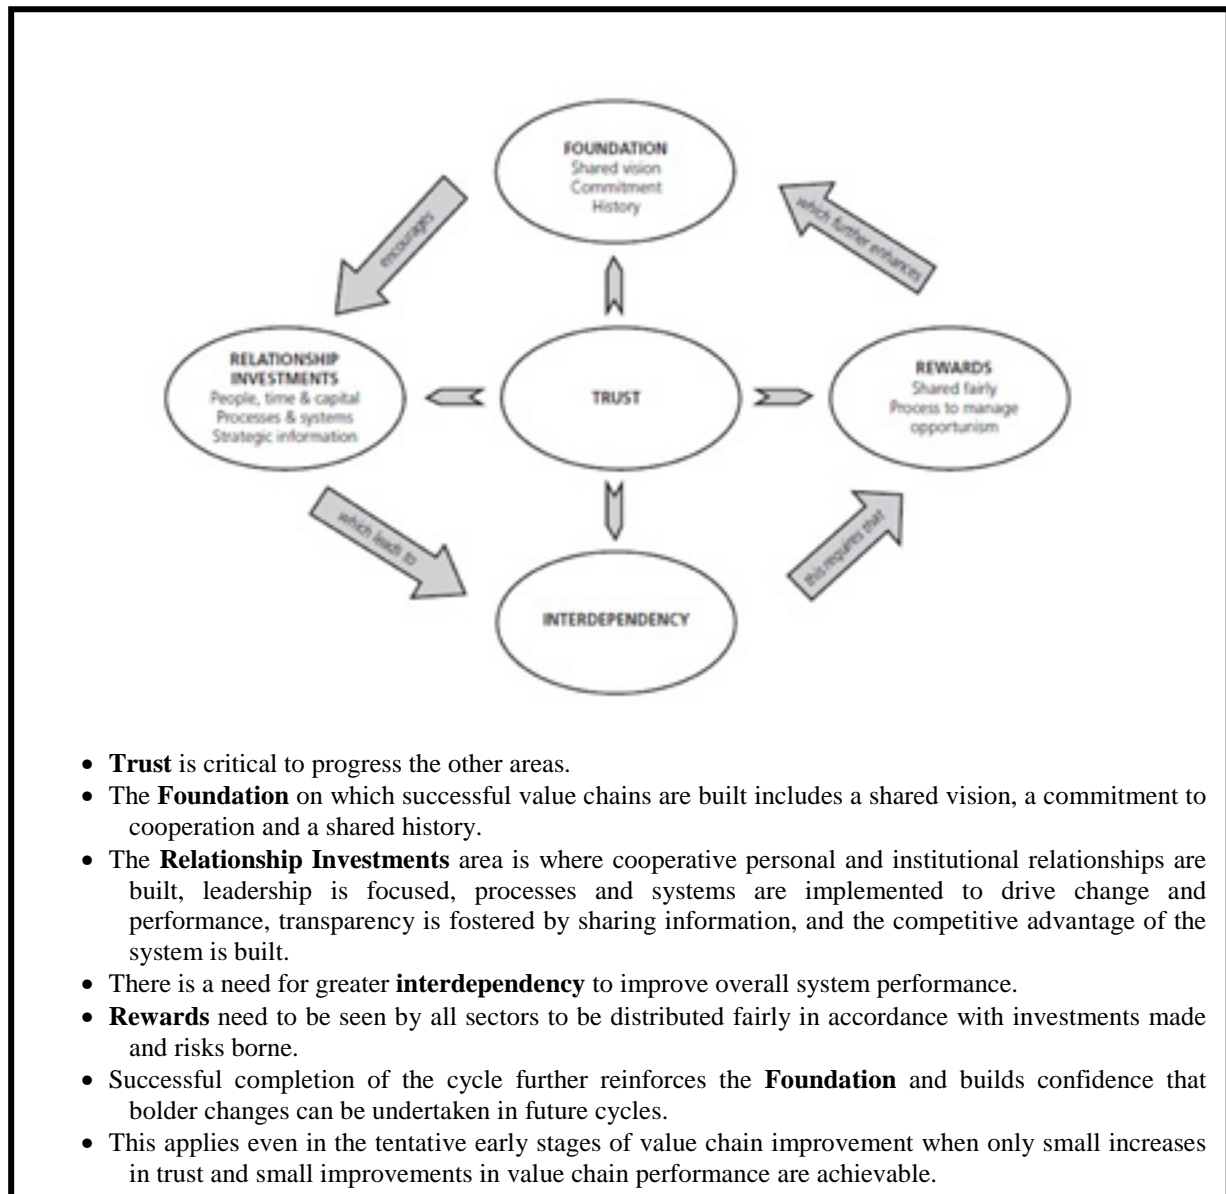 FOUNDATION
Shared vision
Commitment
History
encourages
which further enhances
RELATIONSHIP
INVESTMENTS
People, time & capital
Processes & systems
Strategic information
TRUST
REWARDS
Shared fairly
Process to manage
opportunism
which leads to
this requires that
INTERDEPENDENCY
• Trust is critical to progress the other areas.
• The Foundation on which successful value chains are built includes a shared vision, a commitment to
cooperation and a shared history.
• The Relationship Investments area is where cooperative personal and institutional relationships are
built, leadership is focused, processes and systems are implemented to drive change and
performance, transparency is fostered by sharing information, and the competitive advantage of the
system is built.
• There is a need for greater interdependency to improve overall system performance.
• Rewards need to be seen by all sectors to be distributed fairly in accordance with investments made
and risks borne.
• Successful completion of the cycle further reinforces the Foundation and builds confidence that
bolder changes can be undertaken in future cycles.
• This applies even in the tentative early stages of value chain improvement when only small increases
in trust and small improvements in value chain performance are achievable.